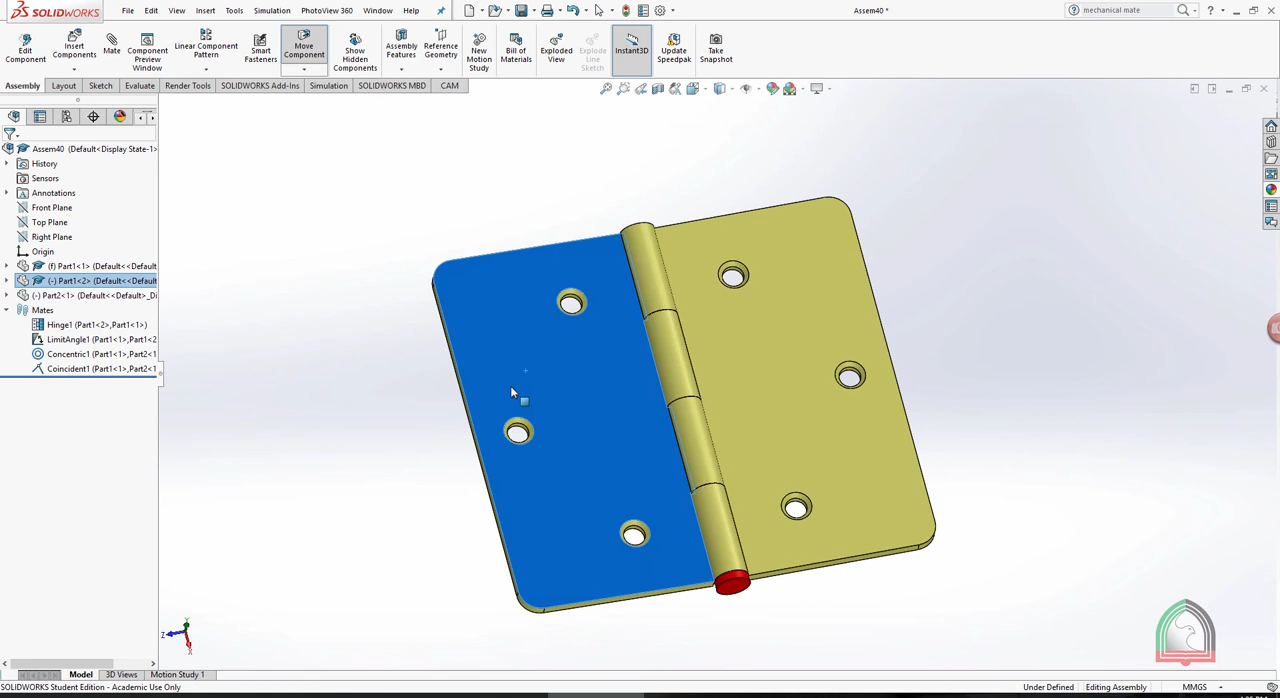 SOLIDWORKS File Edit View Insert Tools Simulation PhotoView 360 Window Help Assem40 * mechanical mate
Edit Component
Insert Components
Mate
Component Preview Window
Linear Component Pattern
Smart Fasteners
Move Component
Show Hidden Components
Assembly Features
Reference Geometry
New Motion Study
Bill of Materials
Exploded View
Explode Line Sketch
Instant3D
Update Speedpak
Take Snapshot
Assembly Layout Sketch Evaluate Render Tools SOLIDWORKS Add-Ins Simulation SOLIDWORKS MBD CAM
Assem40 (Default<Display State-1>
History
Sensors
Annotations
Front Plane
Top Plane
Right Plane
Origin
(f) Part1<1> (Default<<Default
(-) Part1<2> (Default<<Default
(-) Part2<1> (Default<<Default>_Di
Mates
Hinge1 (Part1<2>,Part1<1>)
LimitAngle1 (Part1<1>,Part1<2
Concentric1 (Part1<1>,Part2<1
Coincident1 (Part1<1>,Part2<1
Y
Z
X
Model 3D Views Motion Study 1
SOLIDWORKS Student Edition - Academic Use Only Under Defined Editing Assembly MMGS